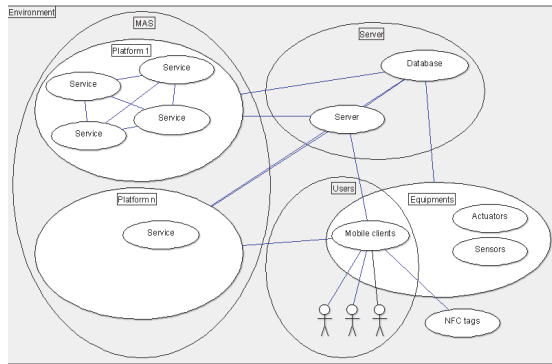 Environment
MAS
Server
Platform 1
Service
Service
Service
Service
Database
Server
Users
Platform n
Equipments
Service
Mobile clients
Actuators
Sensors
NFC tags